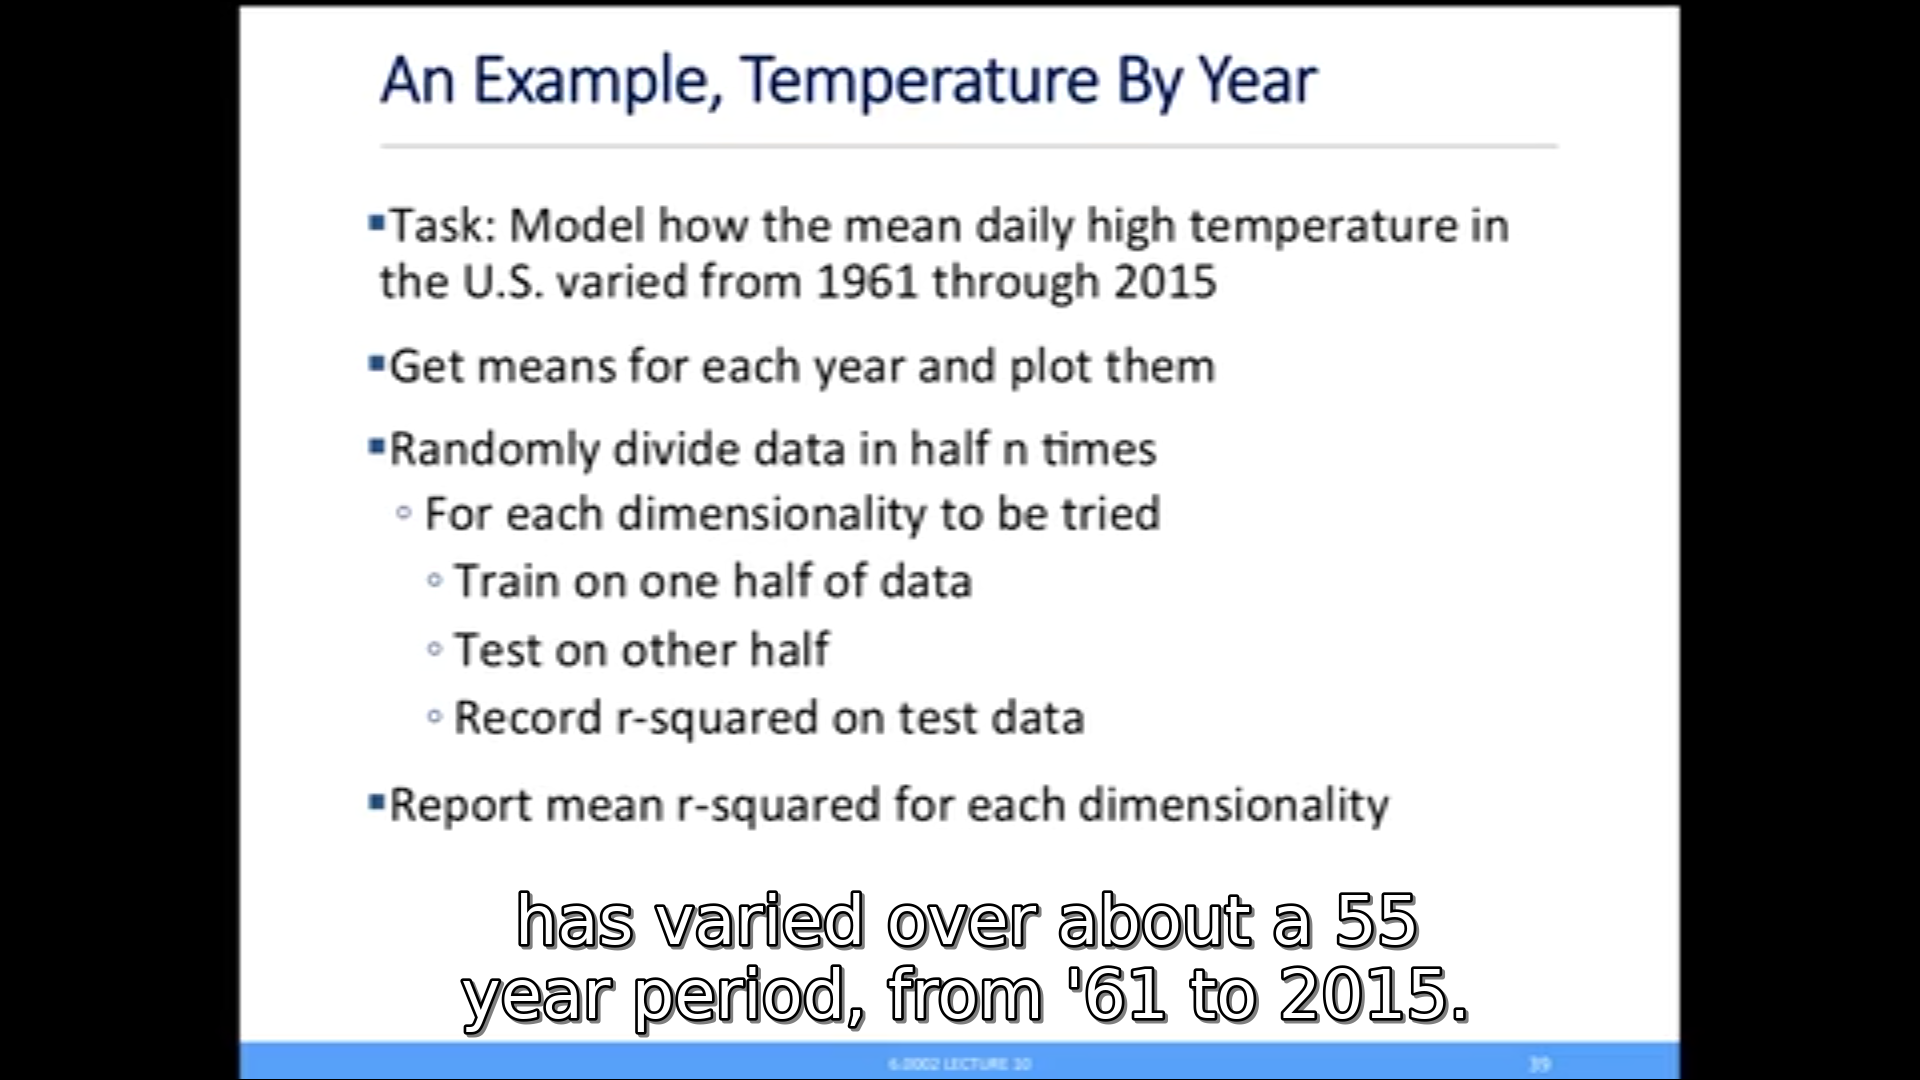 An Example, Temperature By Year
▪Task: Model how the mean daily high temperature in
the U.S. varied from 1961 through 2015
▪Get means for each year and plot them
▪Randomly divide data in half n times
◦ For each dimensionality to be tried
◦ Train on one half of data
◦ Test on other half
◦ Record r-squared on test data
▪Report mean r-squared for each dimensionality
has varied over about a 55
year period, from '61 to 2015.
6.0002 LECTURE 10
39